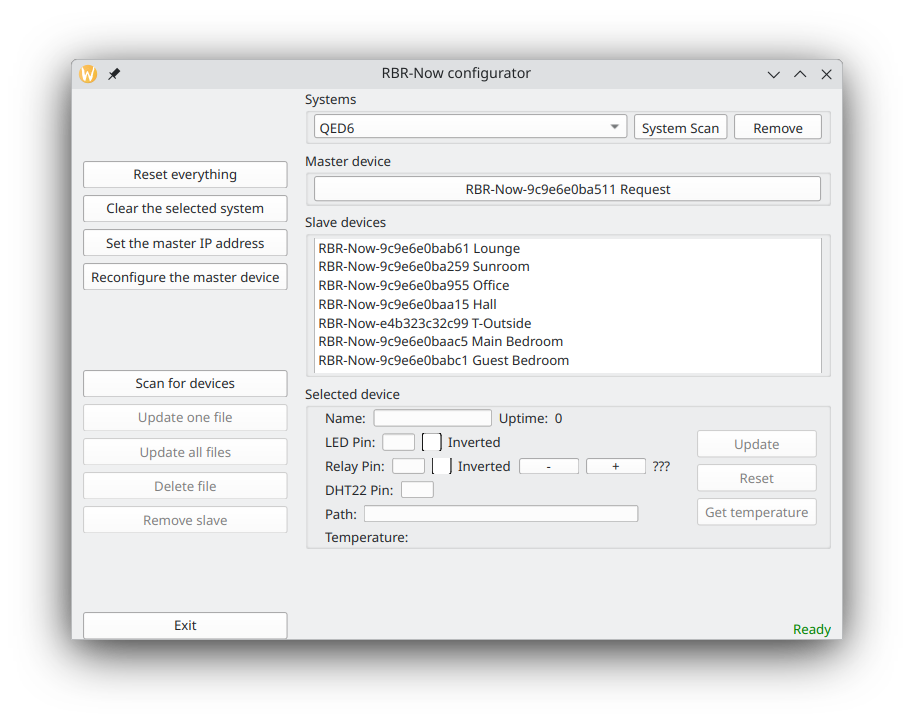 RBR-Now configurator
Systems
QED6
System Scan
Remove
Master device
RBR-Now-9c9e6e0ba511 Request
Slave devices
RBR-Now-9c9e6e0bab61 Lounge
RBR-Now-9c9e6e0ba259 Sunroom
RBR-Now-9c9e6e0ba955 Office
RBR-Now-9c9e6e0baa15 Hall
RBR-Now-e4b323c32c99 T-Outside
RBR-Now-9c9e6e0baac5 Main Bedroom
RBR-Now-9c9e6e0babc1 Guest Bedroom
Selected device
Name:
Uptime: 0
LED Pin:
Inverted
Relay Pin:
Inverted
-
+
???
DHT22 Pin:
Path:
Temperature:
Update
Reset
Get temperature
Reset everything
Clear the selected system
Set the master IP address
Reconfigure the master device
Scan for devices
Update one file
Update all files
Delete file
Remove slave
Exit
Ready